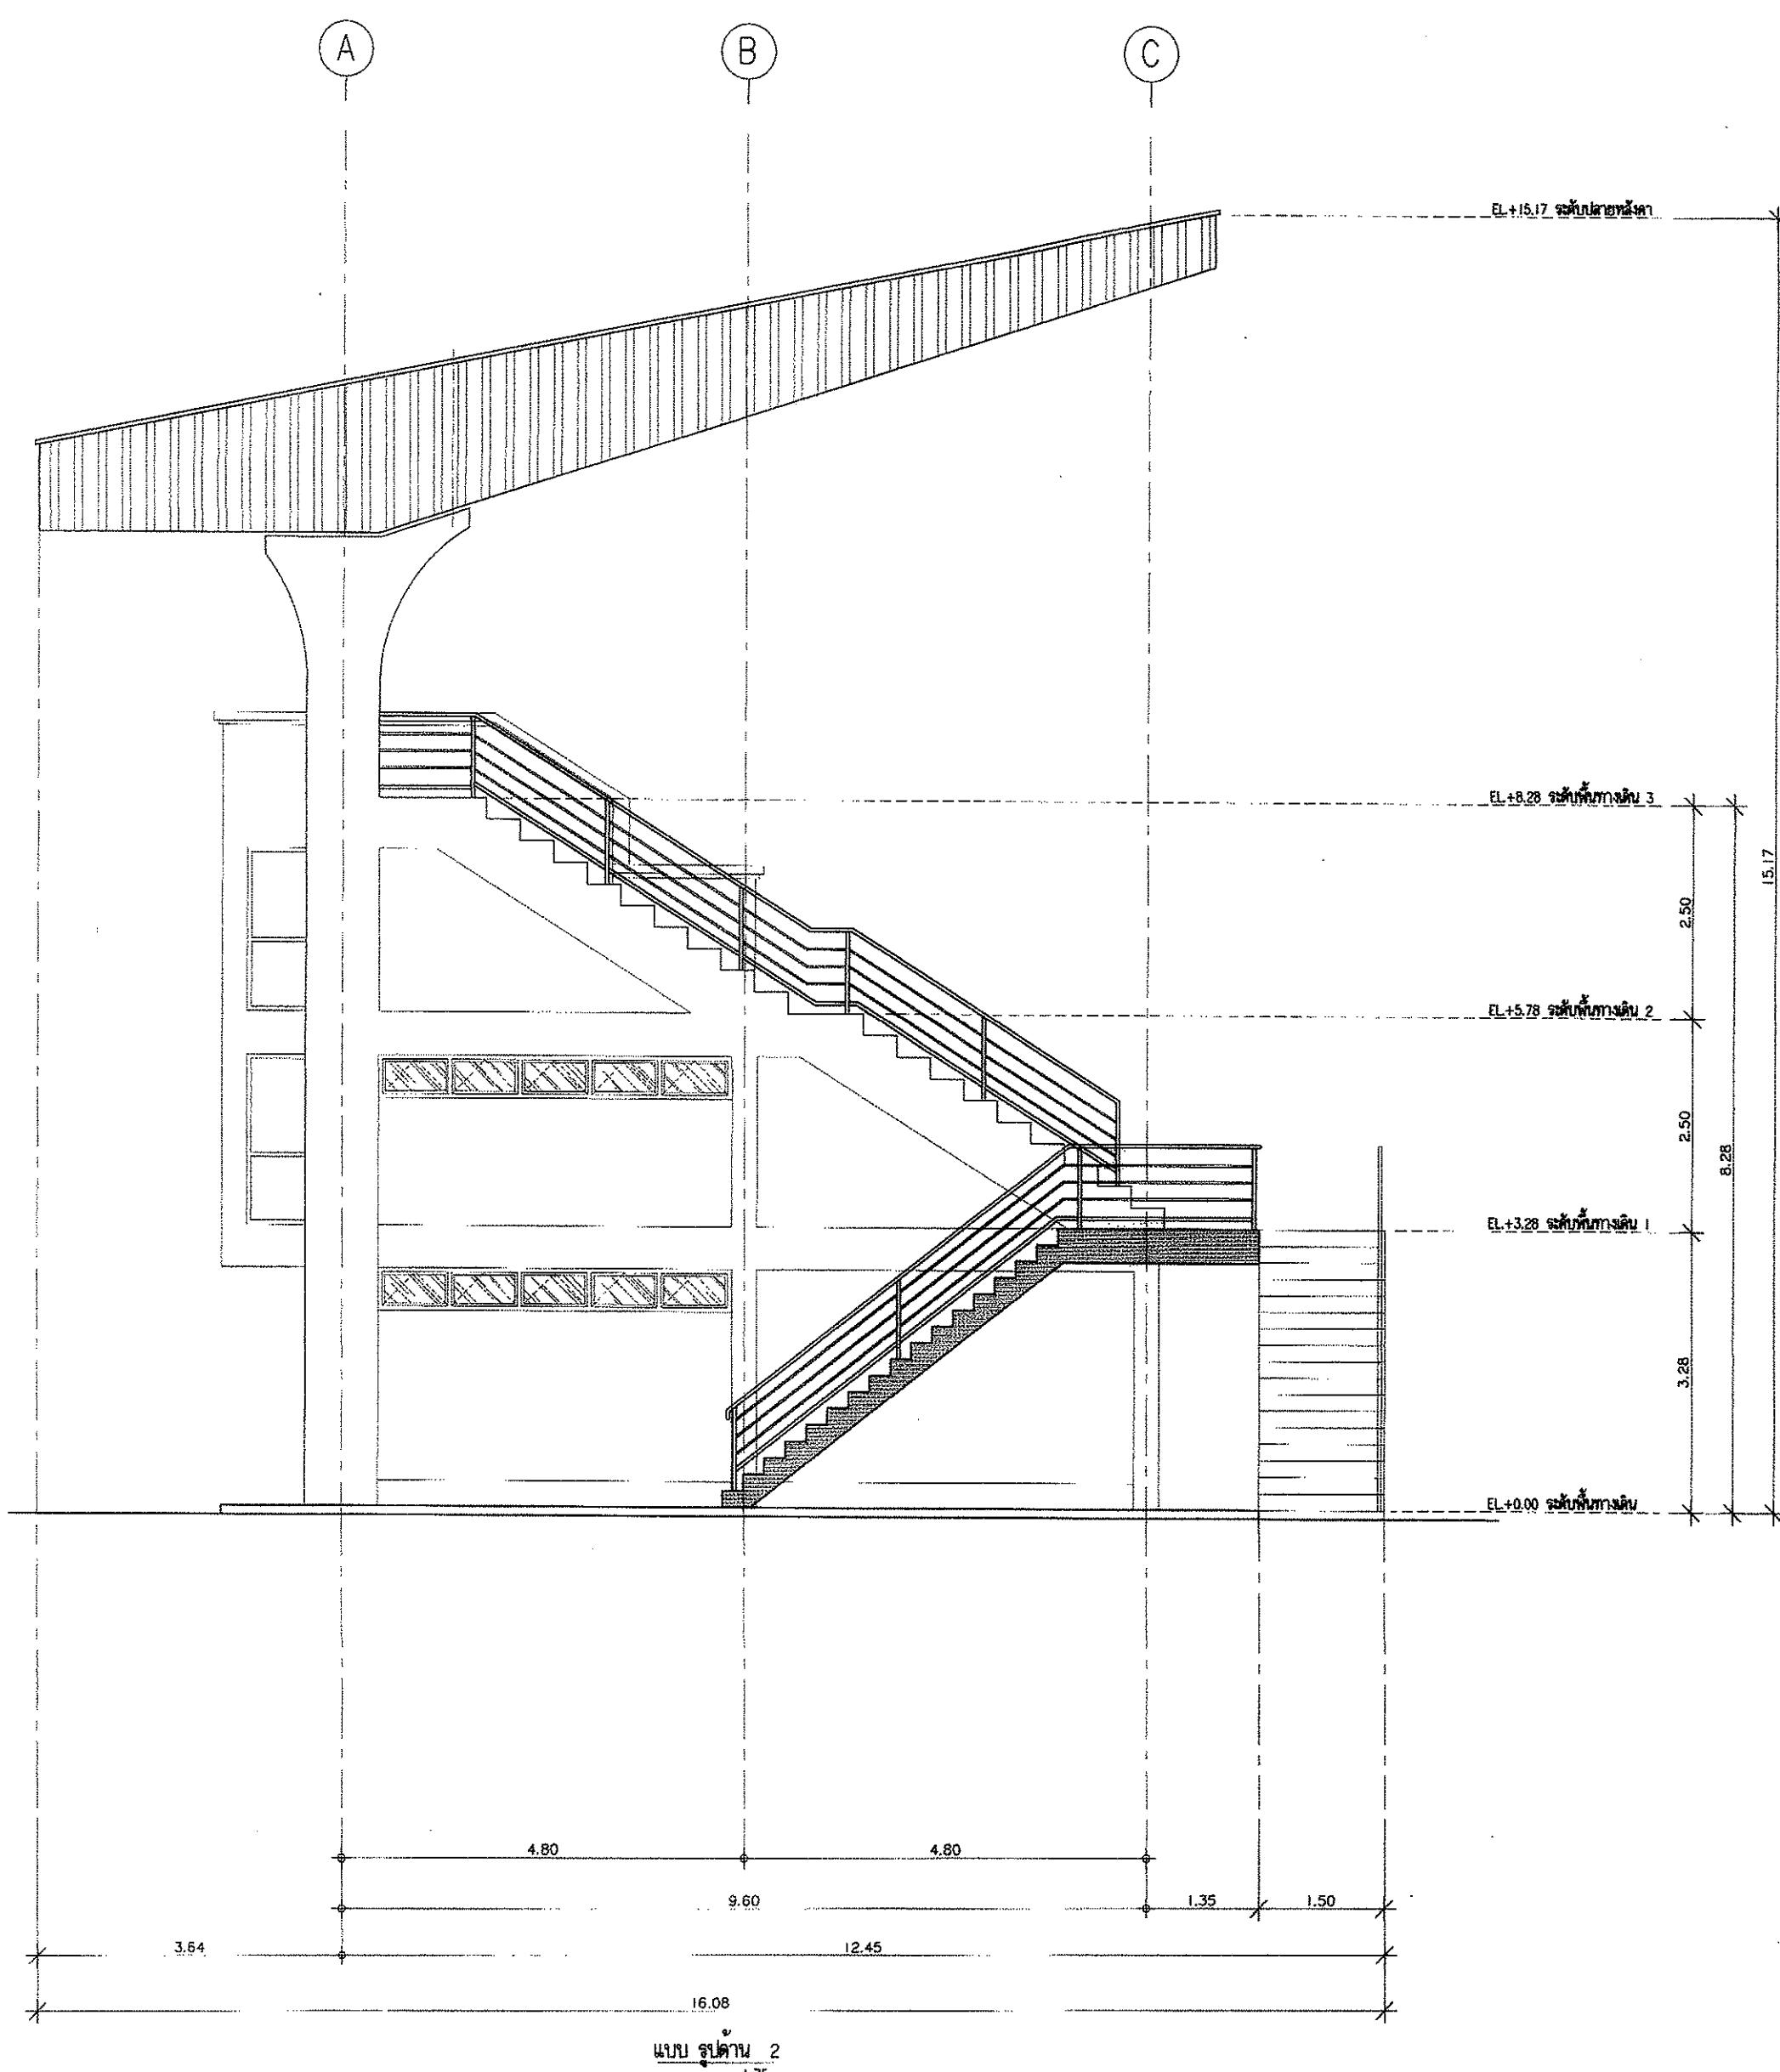 A B C
EL.+15.17 ระดับปลายหลังคา
EL.+8.28 ระดับพื้นทางเดิน 3
15.17
2.50
EL.+5.78 ระดับพื้นทางเดิน 2
2.50
8.28
EL.+3.28 ระดับพื้นทางเดิน 1
3.28
EL.+0.00 ระดับพื้นทางเดิน
4.80 4.80
9.60 1.35 1.50
3.64 12.45
16.08
แบบ รูปด้าน 2